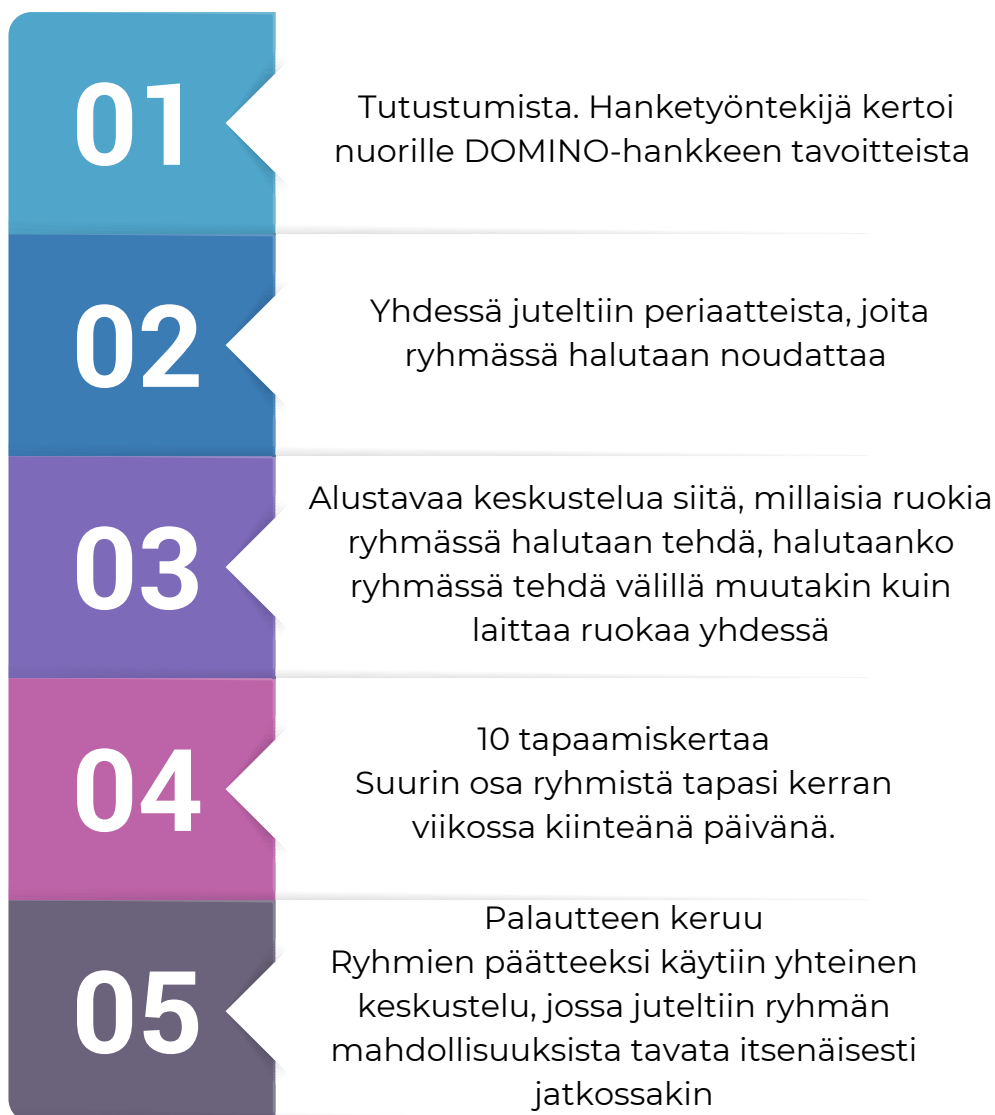 01
Tutustumista. Hanketyöntekijä kertoi
nuorille DOMINO-hankkeen tavoitteista
02
Yhdessä juteltiin periaatteista, joita
ryhmässä halutaan noudattaa
03
Alustavaa keskustelua siitä, millaisia ruokia
ryhmässä halutaan tehdä, halutaanko
ryhmässä tehdä välillä muutakin kuin
laittaa ruokaa yhdessä
04
10 tapaamiskertaa
Suurin osa ryhmistä tapasi kerran
viikossa kiinteänä päivänä.
05
Palautteen keruu
Ryhmien päätteeksi käytiin yhteinen
keskustelu, jossa juteltiin ryhmän
mahdollisuuksista tavata itsenäisesti
jatkossakin